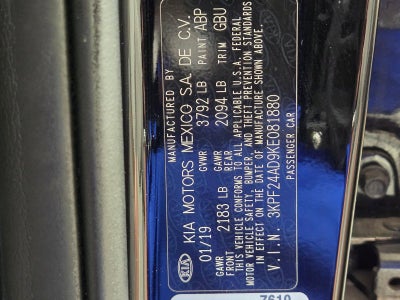 MANUFACTURED BY
KIA KIA MOTORS MEXICO S.A. DE C.V.
01/19 GVWR 3792 LB PAINT ABP
GAWR FRONT 2183 LB GAWR REAR 2094 LB TRIM GBU
THIS VEHICLE CONFORMS TO ALL APPLICABLE U.S.A. FEDERAL
MOTOR VEHICLE SAFETY, BUMPER, AND THEFT PREVENTION STANDARDS
IN EFFECT ON THE DATE OF MANUFACTURE SHOWN ABOVE.
V.I.N. 3KPF24AD9KE081880
PASSENGER CAR
7610